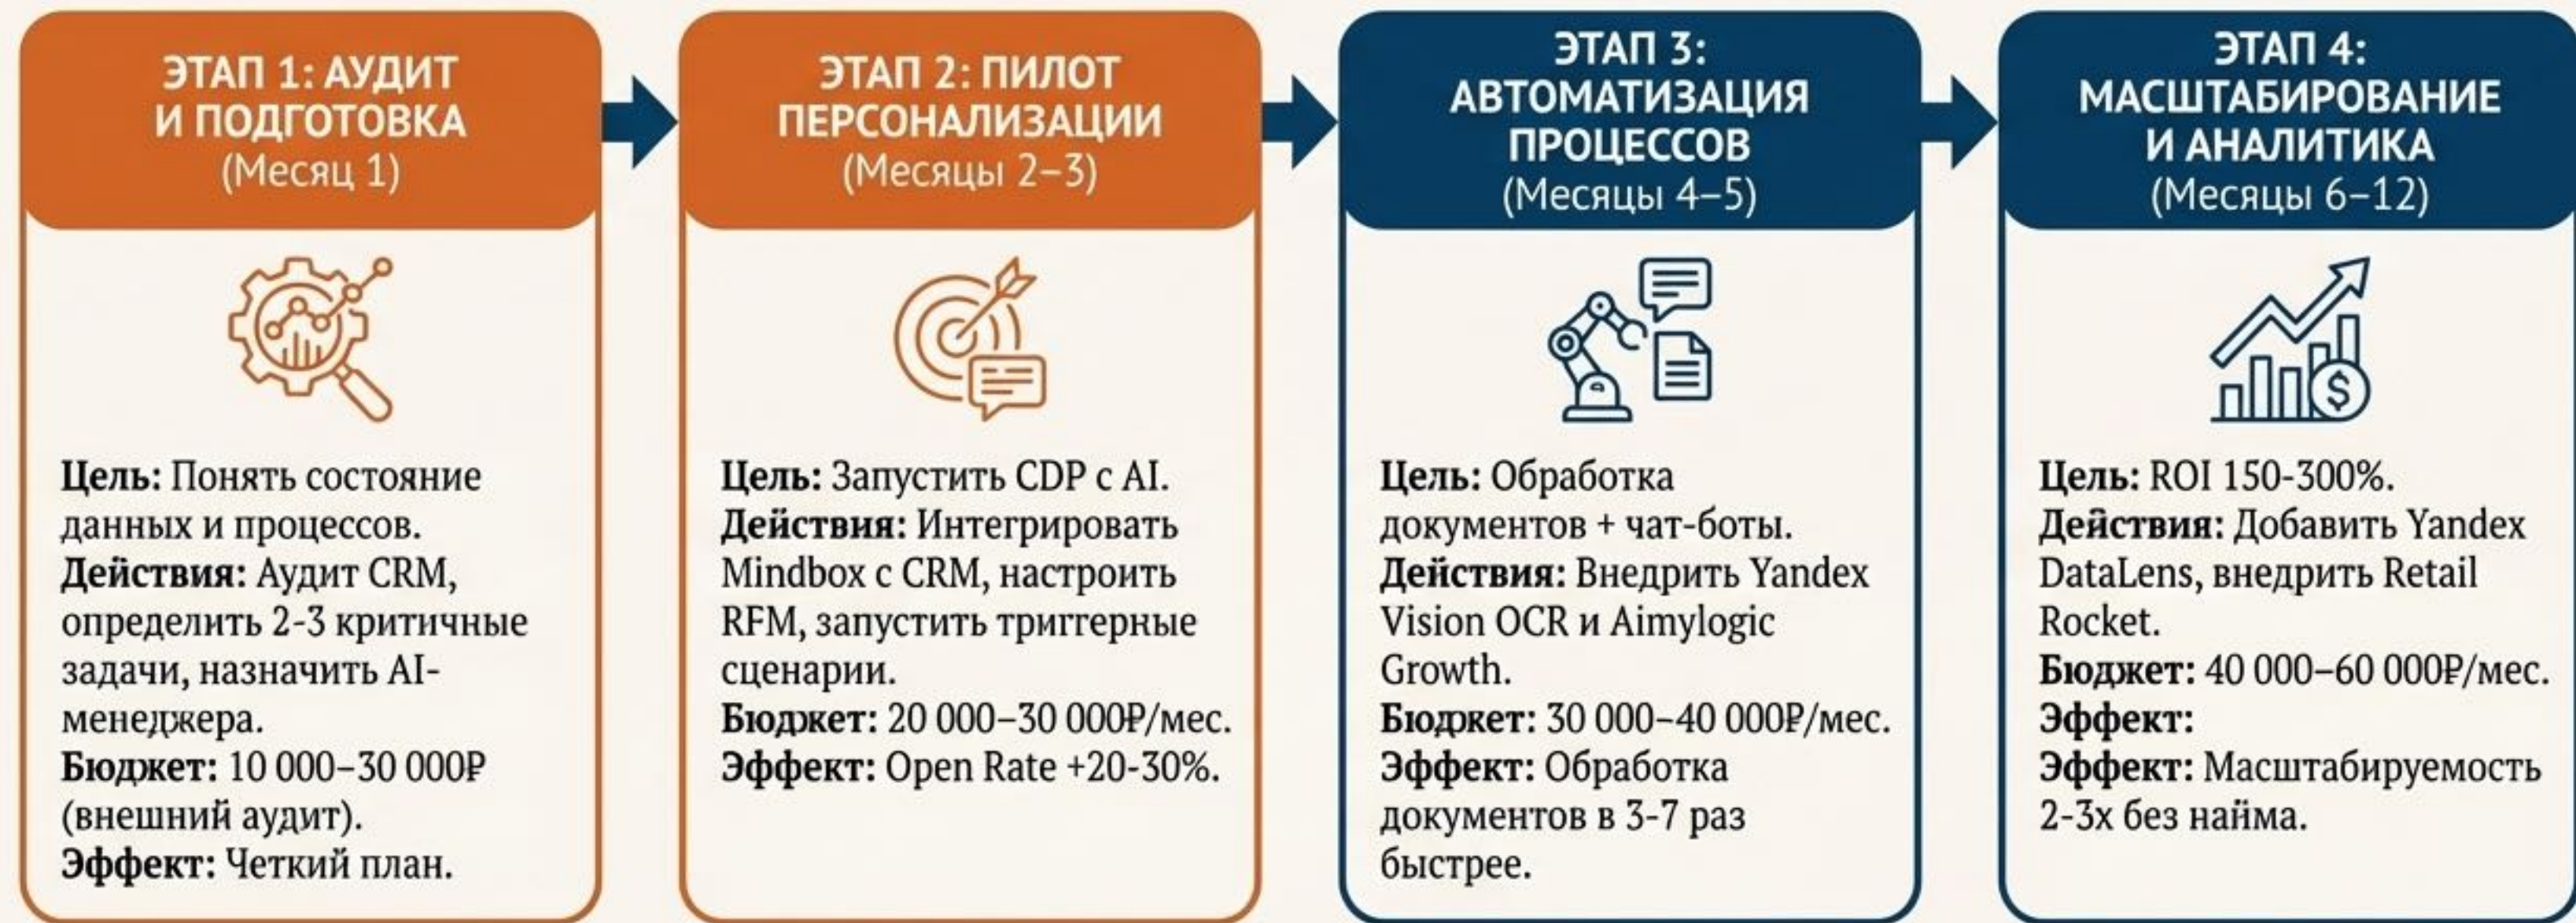 ЭТАП 1: АУДИТ
И ПОДГОТОВКА
(Месяц 1)
Цель: Понять состояние
данных и процессов.
Действия: Аудит CRM,
определить 2-3 критичные
задачи, назначить AI-
менеджера.
Бюджет: 10 000–30 000₽
(внешний аудит).
Эффект: Четкий план.
ЭТАП 2: ПИЛОТ
ПЕРСОНАЛИЗАЦИИ
(Месяцы 2–3)
Цель: Запустить CDP с AI.
Действия: Интегрировать
Mindbox с CRM, настроить
RFM, запустить триггерные
сценарии.
Бюджет: 20 000–30 000₽/мес.
Эффект: Open Rate +20-30%.
ЭТАП 3:
АВТОМАТИЗАЦИЯ
ПРОЦЕССОВ
(Месяцы 4–5)
Цель: Обработка
документов + чат-боты.
Действия: Внедрить Yandex
Vision OCR и Aimylogic
Growth.
Бюджет: 30 000–40 000₽/мес.
Эффект: Обработка
документов в 3-7 раз
быстрее.
ЭТАП 4:
МАСШТАБИРОВАНИЕ
И АНАЛИТИКА
(Месяцы 6–12)
$
Цель: ROI 150-300%.
Действия: Добавить Yandex
DataLens, внедрить Retail
Rocket.
Бюджет: 40 000–60 000₽/мес.
Эффект:
Эффект: Масштабируемость
2-3x без найма.